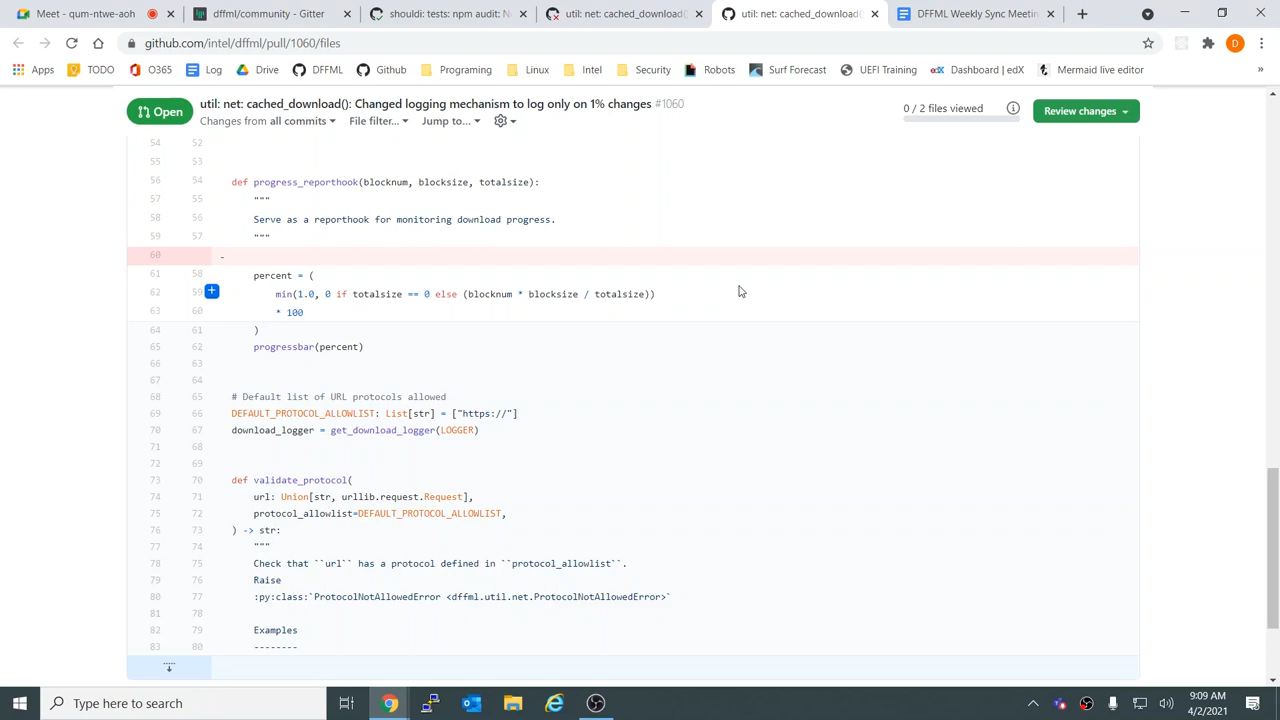 Meet - qum-ntwe-aoh
dffml/community - Gitter
shouldi: tests: npm audit: Ne
util: net: cached_download()
util: net: cached_download()
DFFML Weekly Sync Meetin
github.com/intel/dffml/pull/1060/files
D
Apps TODO O365 Log Drive DFFML Github Programing Linux Intel Security Robots Surf Forecast UEFI Training Dashboard | edX Mermaid live editor »
Open
util: net: cached_download(): Changed logging mechanism to log only on 1% changes #1060
Changes from all commits File filter... Jump to...
0 / 2 files viewed
Review changes
54 52
55 53
56 54 def progress_reporthook(blocknum, blocksize, totalsize):
57 55 """
58 56 Serve as a reporthook for monitoring download progress.
59 57 """
60 -
61 58 percent = (
62 59 + min(1.0, 0 if totalsize == 0 else (blocknum * blocksize / totalsize))
63 60 * 100
64 61 )
65 62 progressbar(percent)
66 63
67 64
68 65 # Default list of URL protocols allowed
69 66 DEFAULT_PROTOCOL_ALLOWLIST: List[str] = ["https://"]
70 67 download_logger = get_download_logger(LOGGER)
71 68
72 69
73 70 def validate_protocol(
74 71 url: Union[str, urllib.request.Request],
75 72 protocol_allowlist=DEFAULT_PROTOCOL_ALLOWLIST,
76 73 ) -> str:
77 74 """
78 75 Check that ``url`` has a protocol defined in ``protocol_allowlist``.
79 76 Raise
80 77 :py:class:`ProtocolNotAllowedError <dffml.util.net.ProtocolNotAllowedError>`
81 78
82 79 Examples
83 80 --------
Type here to search
9:09 AM
4/2/2021